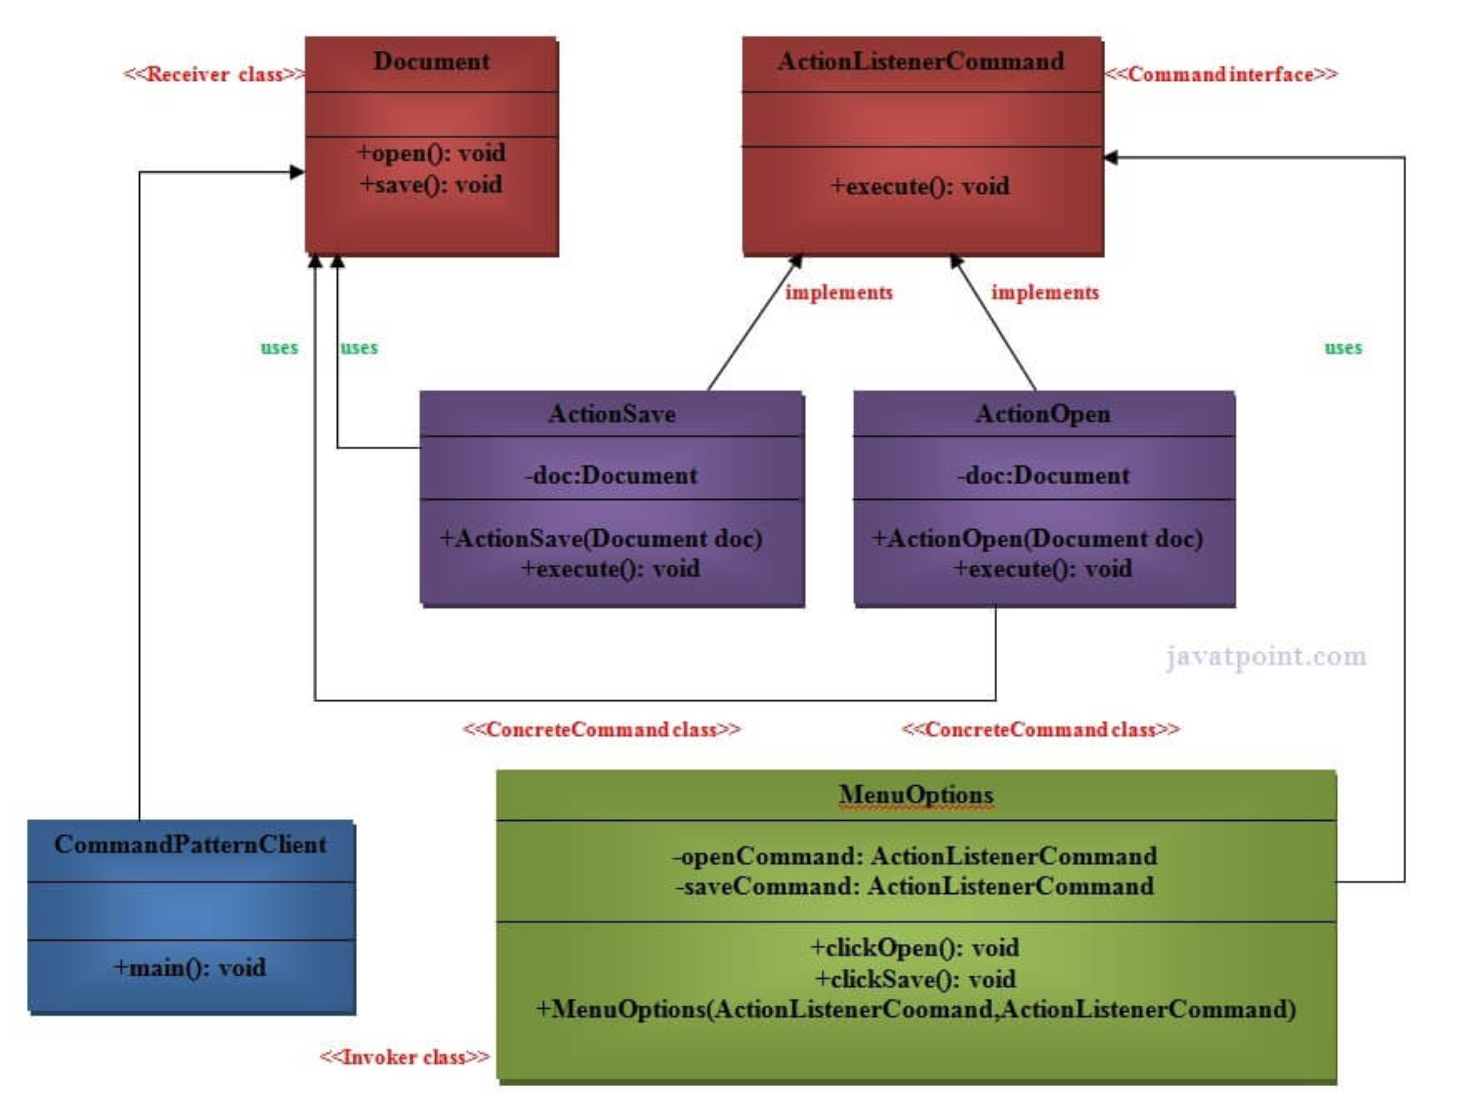 Document
<<Receiver class>>
+open(): void
+save(): void
ActionListenerCommand
<<Command interface>>
+execute(): void
implements
implements
uses
uses
uses
ActionSave
-doc:Document
+ActionSave(Document doc)
+execute(): void
ActionOpen
-doc:Document
+ActionOpen(Document doc)
+execute(): void
javatpoint.com
<<ConcreteCommand class>>
<<ConcreteCommand class>>
CommandPatternClient
+main(): void
MenuOptions
-openCommand: ActionListenerCommand
-saveCommand: ActionListenerCommand
+clickOpen(): void
+clickSave(): void
+MenuOptions(ActionListenerCoomand,ActionListenerCommand)
<<Invoker class>>